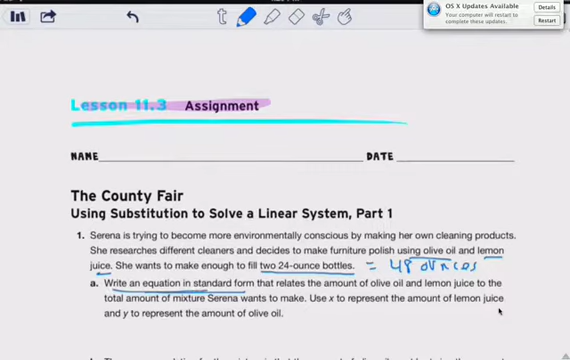 OS X Updates Available
Your computer will restart to
complete these updates.
Details
Restart
t
Lesson 11.3 Assignment
NAME DATE
The County Fair
Using Substitution to Solve a Linear System, Part 1
1. Serena is trying to become more environmentally conscious by making her own cleaning products.
She researches different cleaners and decides to make furniture polish using olive oil and lemon
juice. She wants to make enough to fill two 24-ounce bottles. = 48 ounces
a. Write an equation in standard form that relates the amount of olive oil and lemon juice to the
total amount of mixture Serena wants to make. Use x to represent the amount of lemon juice
and y to represent the amount of olive oil.